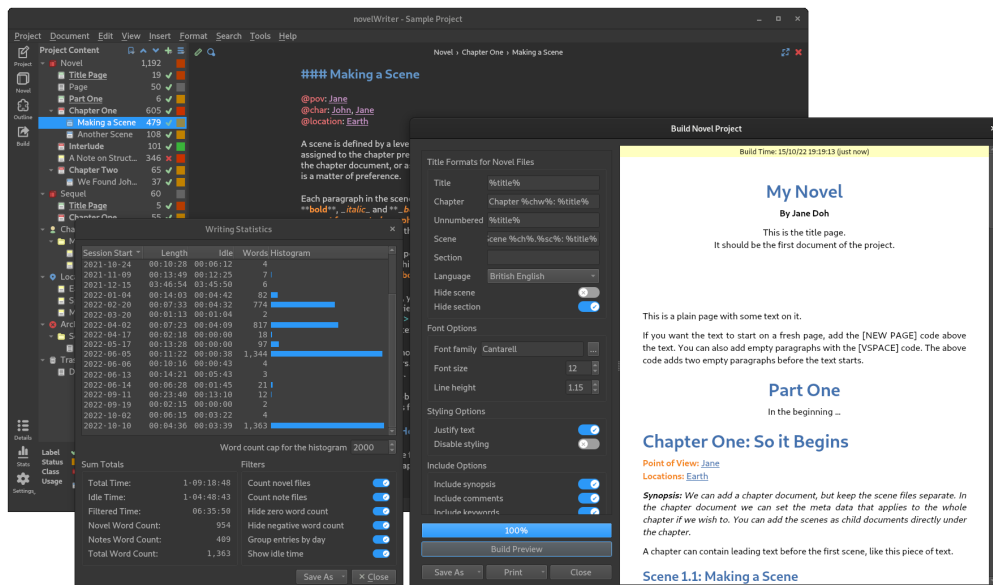 novelWriter - Sample Project
Project Document Edit View Insert Format Search Tools Help
Project
Novel
Outline
Build
Details
Stats
Settings
Project Content
Novel 1,192
Title Page 19
Page 50
Part One 6
Chapter One 605
Making a Scene 479
Another Scene 108
Interlude 101
A Note on Struct... 346
Chapter Two 65
We Found Joh... 37
Sequel 60
Title Page 5
Chapter One 55
Label
Status
Class
Usage
Novel › Chapter One › Making a Scene
### Making a Scene
@pov: Jane
@char: John, Jane
@location: Earth
A scene is defined by a leve
assigned to the chapter pre
the chapter document, or a
is a matter of preference.
Each paragraph in the scen
**bold**, _italic_ and **_b
Writing Statistics
Session Start Length Idle Words Histogram
2021-10-24 00:10:28 00:06:12 4
2021-11-09 00:13:49 00:12:25 7
2021-12-15 03:46:54 03:45:50 6
2022-01-04 00:14:03 00:04:42 82
2022-02-20 00:07:33 00:04:32 774
2022-03-20 00:01:13 00:01:04 2
2022-04-02 00:07:23 00:04:09 817
2022-04-17 00:02:18 00:00:00 18
2022-05-17 00:13:28 00:00:00 97
2022-06-05 00:11:22 00:00:38 1,344
2022-06-06 00:10:16 00:00:43 4
2022-06-12 00:14:21 00:05:43 3
2022-06-14 00:06:28 00:01:45 21
2022-09-11 00:23:40 00:13:10 12
2022-09-19 00:02:15 00:00:00 2
2022-10-02 00:06:15 00:03:22 4
2022-10-10 00:04:36 00:03:39 1,363
Word count cap for the histogram 2000
Sum Totals
Total Time: 1-09:18:48
Idle Time: 1-04:48:43
Filtered Time: 06:35:50
Novel Word Count: 954
Notes Word Count: 409
Total Word Count: 1,363
Filters
Count novel files
Count note files
Hide zero word count
Hide negative word count
Group entries by day
Show idle time
Save As
Close
Build Novel Project
Title Formats for Novel Files
Title %title%
Chapter Chapter %chw%: %title%
Unnumbered %title%
Scene scene %ch%.%sc%: %title%
Section
Language British English
Hide scene
Hide section
Font Options
Font family Cantarell ...
Font size 12
Line height 1.15
Styling Options
Justify text
Disable styling
Include Options
Include synopsis
Include comments
Include keywords
100%
Build Preview
Save As Print Close
Build Time: 15/10/22 19:19:13 (just now)
My Novel
By Jane Doh
This is the title page.
It should be the first document of the project.
This is a plain page with some text on it.
If you want the text to start on a fresh page, add the [NEW PAGE] code above
the text. You can also add empty paragraphs with the [VSPACE] code. The above
code adds two empty paragraphs before the text starts.
Part One
In the beginning ...
Chapter One: So it Begins
Point of View: Jane
Locations: Earth
Synopsis: We can add a chapter document, but keep the scene files separate. In
the chapter document we can set the meta data that applies to the whole
chapter if we wish to. You can add the scenes as child documents directly under
the chapter.
A chapter can contain leading text before the first scene, like this piece of text.
Scene 1.1: Making a Scene